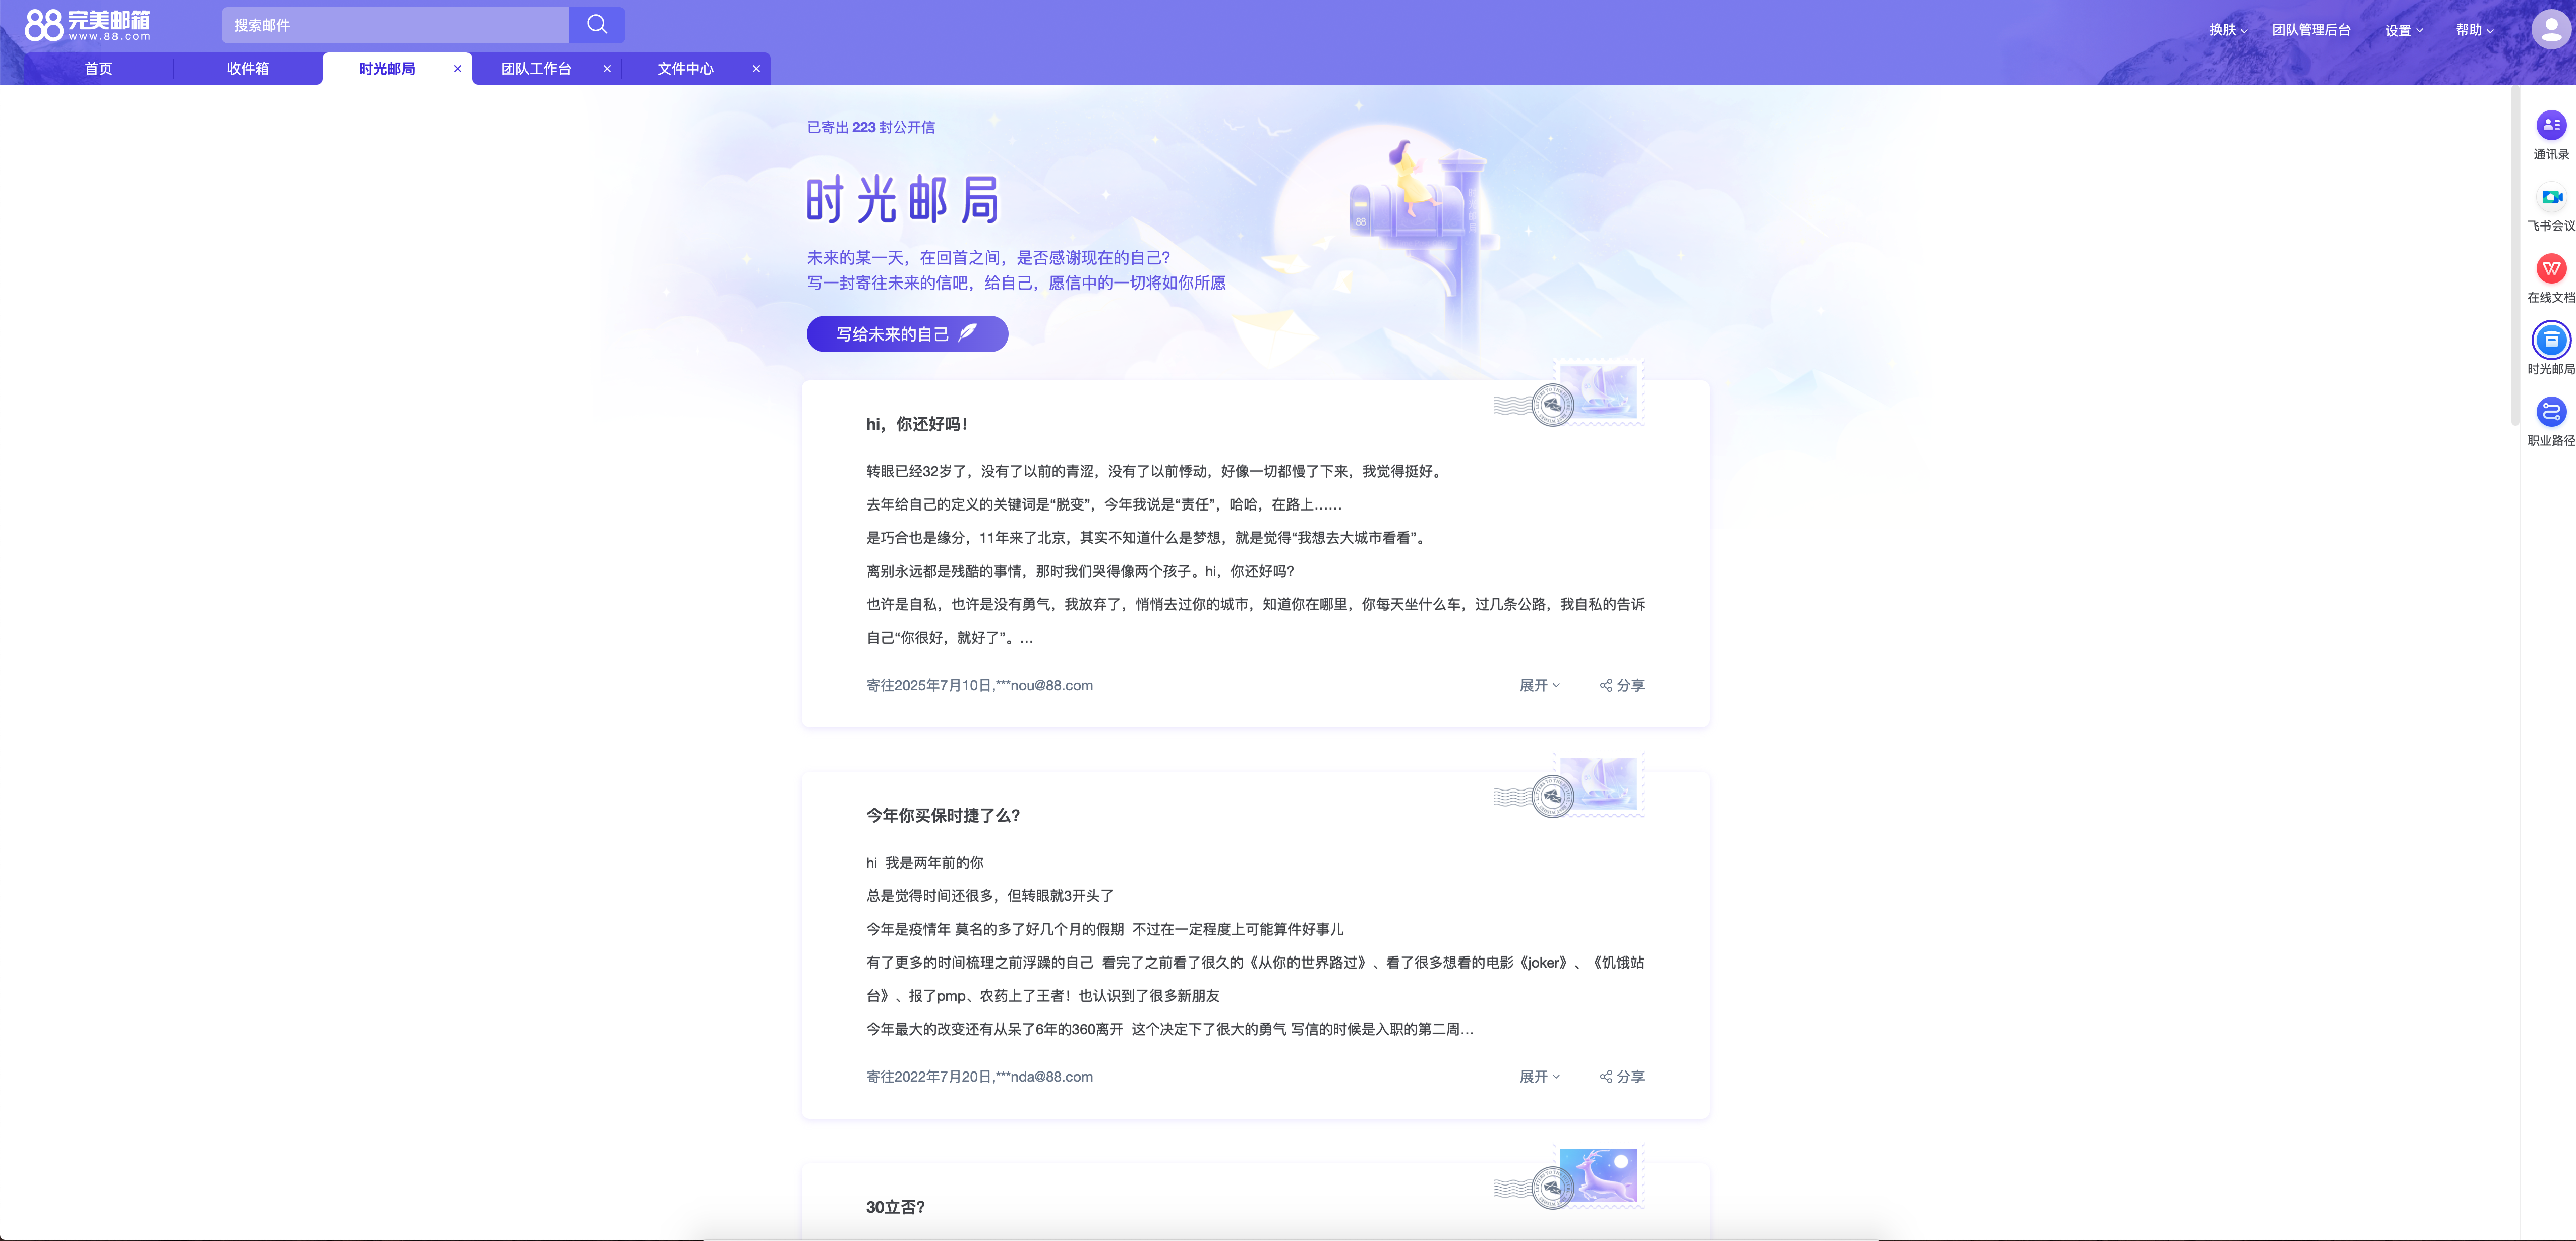 88 完美邮箱
www.88.com
搜索邮件
换肤 团队管理后台 设置 帮助
首页 收件箱 时光邮局 团队工作台 文件中心
已寄出 223 封公开信
时光邮局
未来的某一天，在回首之间，是否感谢现在的自己？
写一封寄往未来的信吧，给自己，愿信中的一切将如你所愿
写给未来的自己
88
hi，你还好吗！
转眼已经32岁了，没有了以前的青涩，没有了以前悸动，好像一切都慢了下来，我觉得挺好。
去年给自己的定义的关键词是“脱变”，今年我说是“责任”，哈哈，在路上……
是巧合也是缘分，11年来了北京，其实不知道什么是梦想，就是觉得“我想去大城市看看”。
离别永远都是残酷的事情，那时我们哭得像两个孩子。hi，你还好吗？
也许是自私，也许是没有勇气，我放弃了，悄悄去过你的城市，知道你在哪里，你每天坐什么车，过几条公路，我自私的告诉
自己“你很好，就好了”。…
寄往2025年7月10日,***nou@88.com
展开 分享
今年你买保时捷了么？
hi 我是两年前的你
总是觉得时间还很多，但转眼就3开头了
今年是疫情年 莫名的多了好几个月的假期 不过在一定程度上可能算件好事儿
有了更多的时间梳理之前浮躁的自己 看完了之前看了很久的《从你的世界路过》、看了很多想看的电影《joker》、《饥饿站
台》、报了pmp、农药上了王者！也认识到了很多新朋友
今年最大的改变还有从呆了6年的360离开 这个决定下了很大的勇气 写信的时候是入职的第二周…
寄往2022年7月20日,***nda@88.com
展开 分享
30立否？
通讯录
飞书会议
在线文档
时光邮局
职业路径